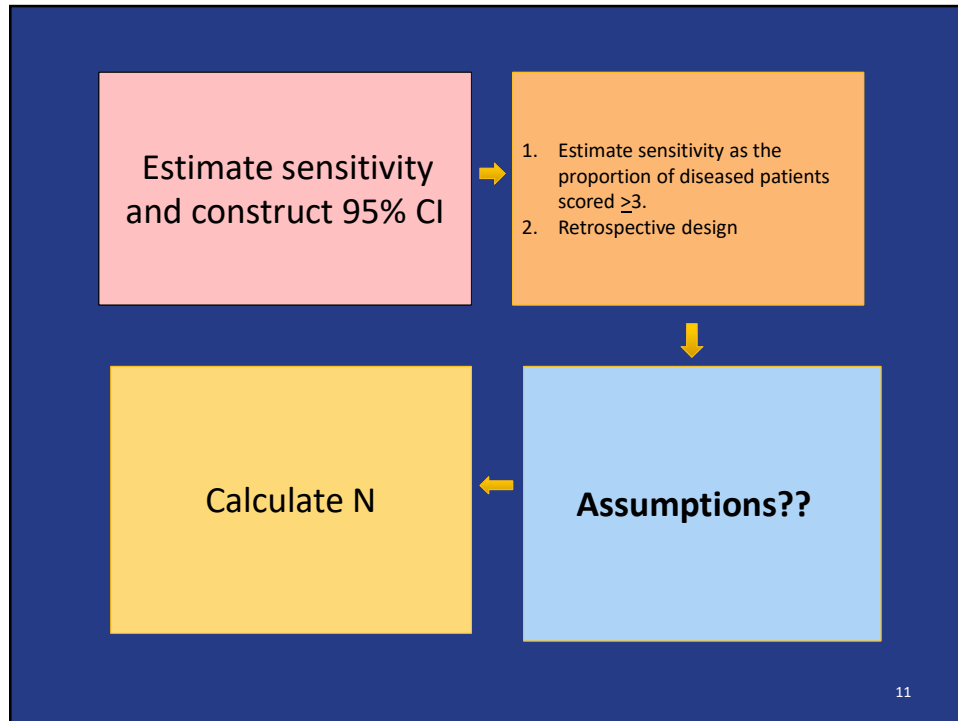 Estimate sensitivity
and construct 95% CI
1. Estimate sensitivity as the
proportion of diseased patients
scored ≥3.
2. Retrospective design
Assumptions??
Calculate N
11